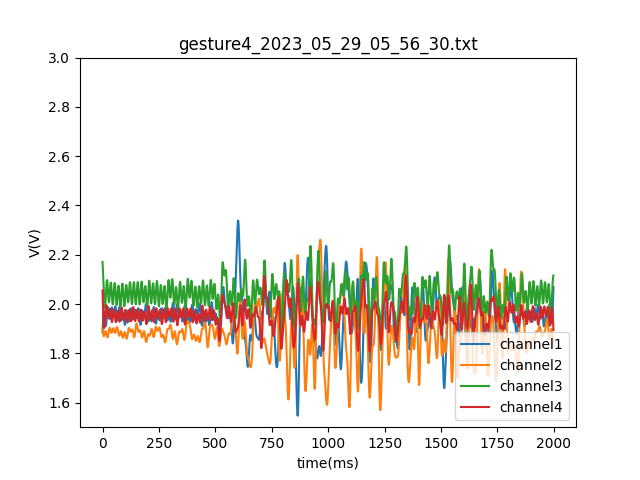 gesture4_2023_05_29_05_56_30.txt
V(V)
3.0
2.8
2.6
2.4
2.2
2.0
1.8
1.6
channel1
channel2
channel3
channel4
0 250 500 750 1000 1250 1500 1750 2000
time(ms)